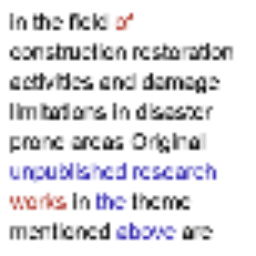 in the field of
construction restoration
activities and damage
limitations in disaster
prone areas Original
unpublished research
works in the theme
mentioned above are